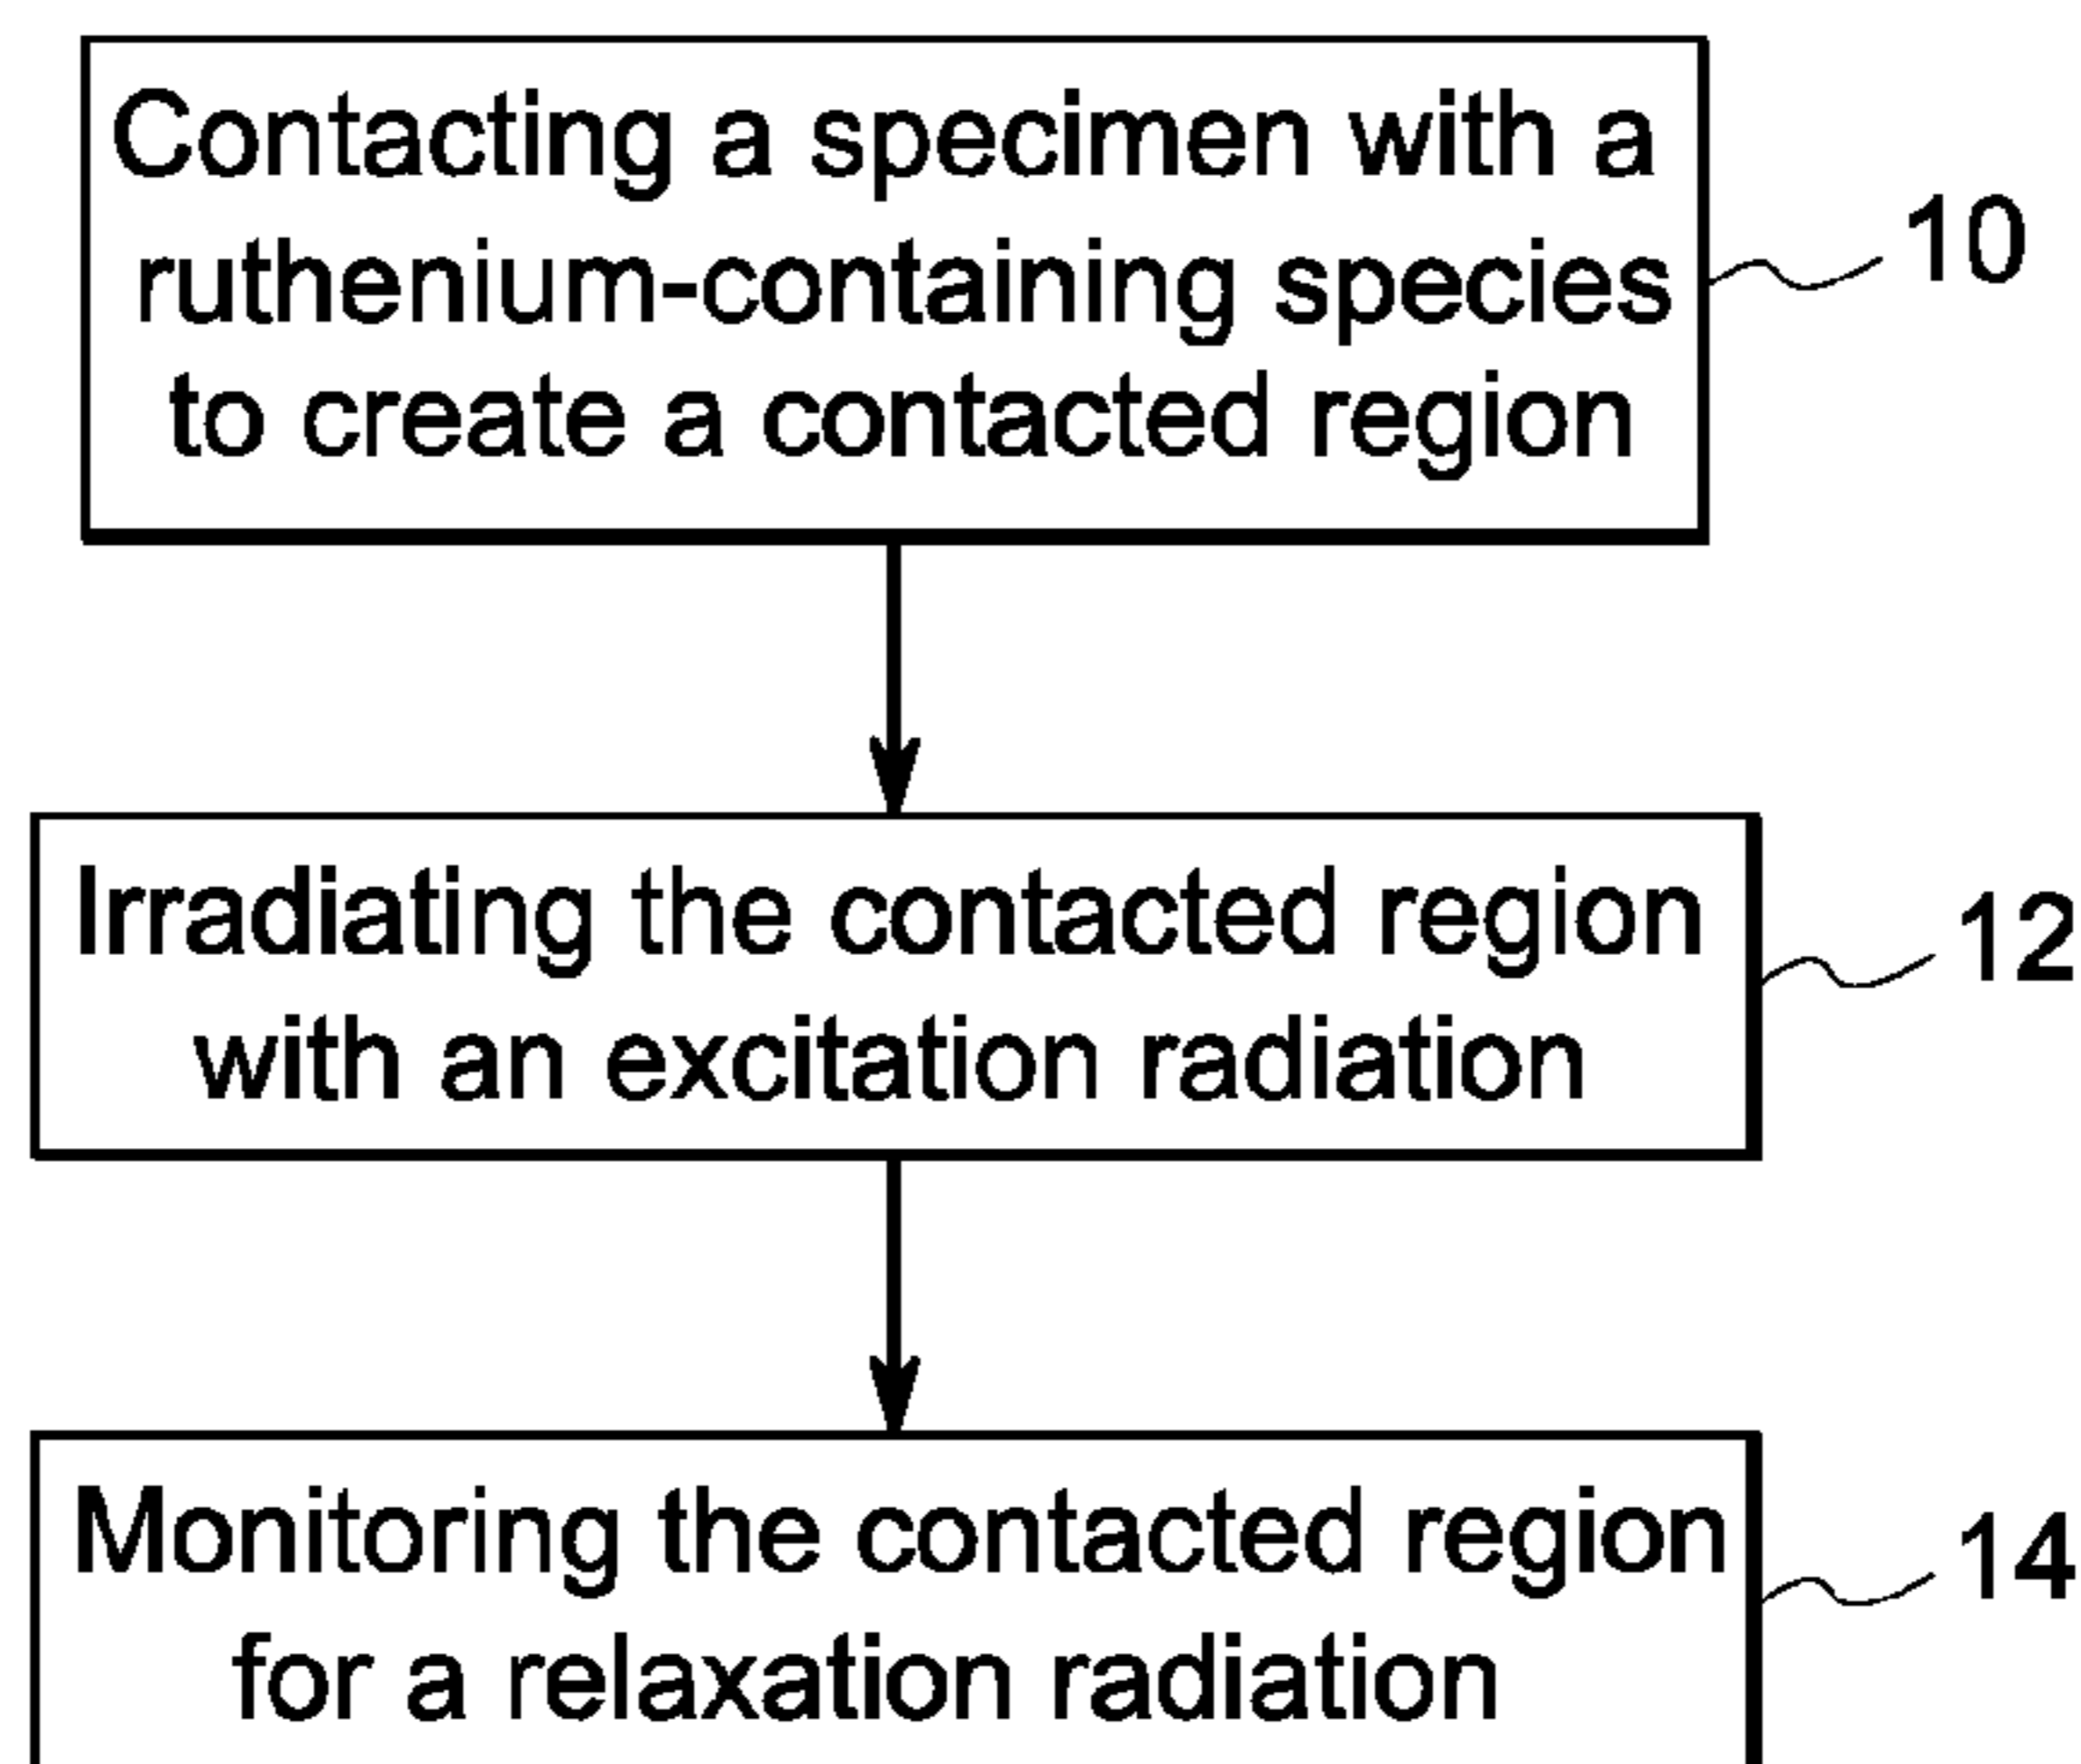 Contacting a specimen with a
ruthenium-containing species
to create a contacted region
10
Irradiating the contacted region
with an excitation radiation
12
Monitoring the contacted region
for a relaxation radiation
14